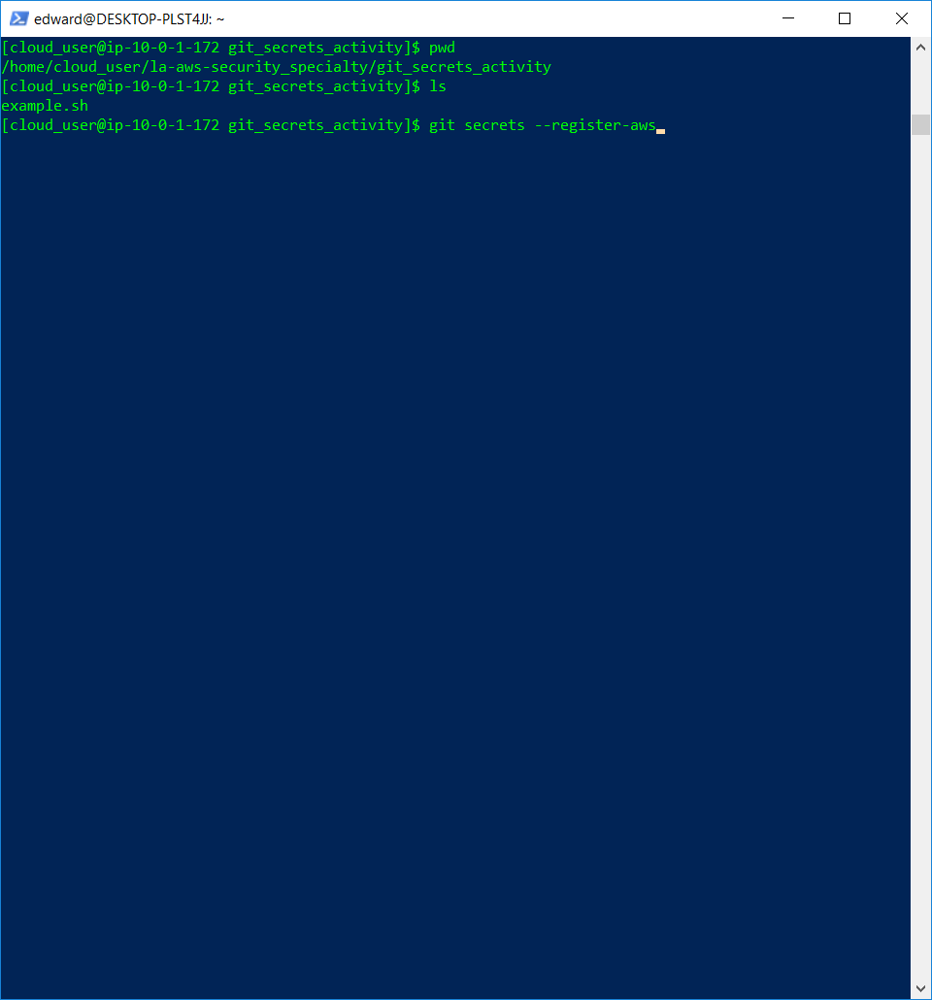 edward@DESKTOP-PLST4JJ: ~
[cloud_user@ip-10-0-1-172 git_secrets_activity]$ pwd
/home/cloud_user/la-aws-security_specialty/git_secrets_activity
[cloud_user@ip-10-0-1-172 git_secrets_activity]$ ls
example.sh
[cloud_user@ip-10-0-1-172 git_secrets_activity]$ git secrets --register-aws